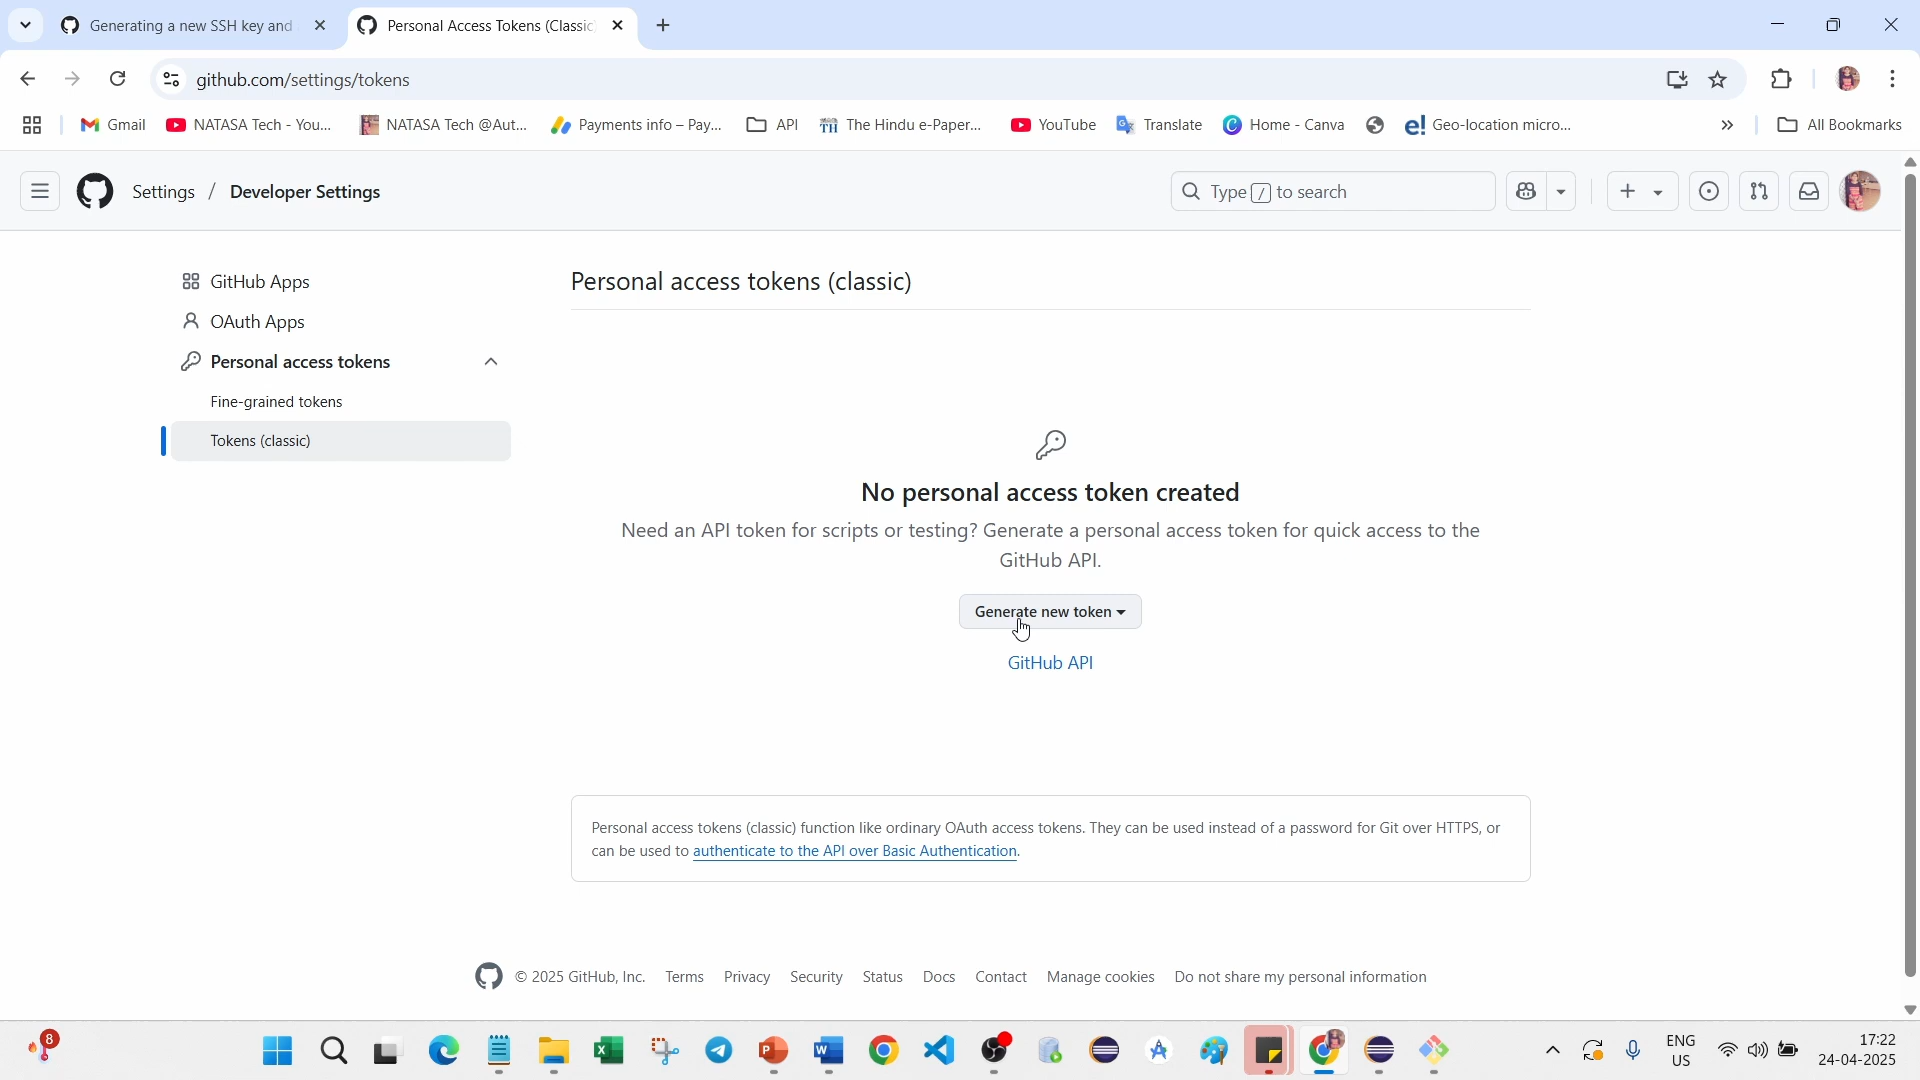 Generating a new SSH key and
Personal Access Tokens (Classic
github.com/settings/tokens
Gmail
NATASA Tech - You...
NATASA Tech @Aut...
Payments info – Pay...
API
The Hindu e-Paper...
YouTube
Translate
Home - Canva
Geo-location micro...
All Bookmarks
Settings / Developer Settings
Type / to search
GitHub Apps
OAuth Apps
Personal access tokens
Fine-grained tokens
Tokens (classic)
Personal access tokens (classic)
No personal access token created
Need an API token for scripts or testing? Generate a personal access token for quick access to the
GitHub API.
Generate new token
GitHub API
Personal access tokens (classic) function like ordinary OAuth access tokens. They can be used instead of a password for Git over HTTPS, or
can be used to authenticate to the API over Basic Authentication.
© 2025 GitHub, Inc. Terms Privacy Security Status Docs Contact Manage cookies Do not share my personal information
8
ENG
US
17:22
24-04-2025